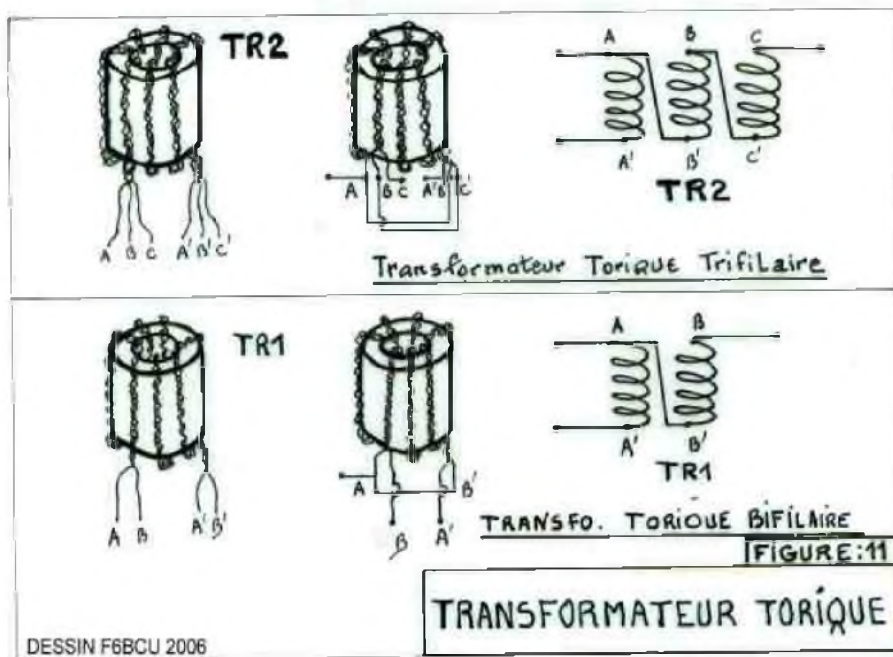 TR2
A B C A' B' C'
A B C A' B' C'
A B C
A' B' C'
TR2
Transformateur Torique Trifilaire
TR1
A B A' B'
A B'
B A'
A B
A' B'
TR1
TRANSFO. TORIQUE BIFILAIRE
FIGURE:11
TRANSFORMATEUR TORIQUE
DESSIN F6BCU 2006